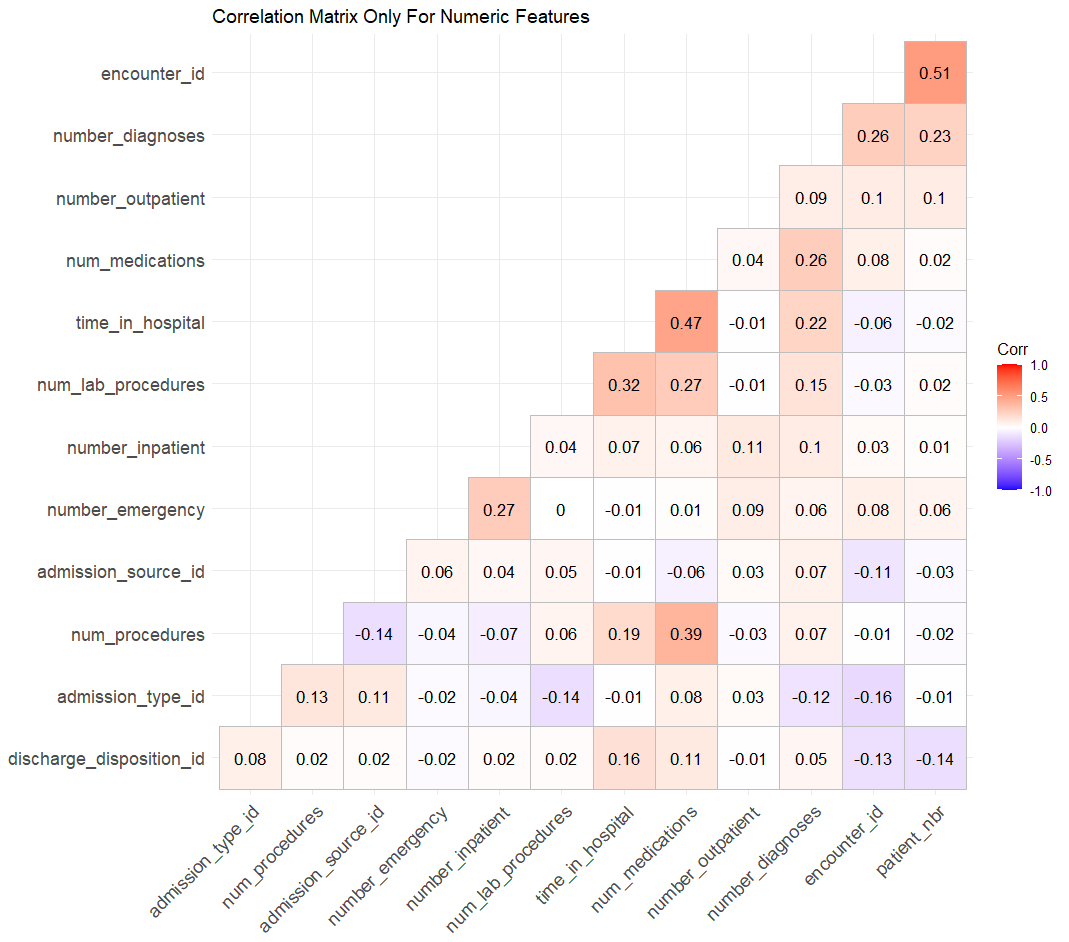 Correlation Matrix Only For Numeric Features
encounter_id 0.51
number_diagnoses 0.26 0.23
number_outpatient 0.09 0.1 0.1
num_medications 0.04 0.26 0.08 0.02
time_in_hospital 0.47 -0.01 0.22 -0.06 -0.02
num_lab_procedures 0.32 0.27 -0.01 0.15 -0.03 0.02
number_inpatient 0.04 0.07 0.06 0.11 0.1 0.03 0.01
number_emergency 0.27 0 -0.01 0.01 0.09 0.06 0.08 0.06
admission_source_id 0.06 0.04 0.05 -0.01 -0.06 0.03 0.07 -0.11 -0.03
num_procedures -0.14 -0.04 -0.07 0.06 0.19 0.39 -0.03 0.07 -0.01 -0.02
admission_type_id 0.13 0.11 -0.02 -0.04 -0.14 -0.01 0.08 0.03 -0.12 -0.16 -0.01
discharge_disposition_id 0.08 0.02 0.02 -0.02 0.02 0.02 0.16 0.11 -0.01 0.05 -0.13 -0.14
admission_type_id
num_procedures
admission_source_id
number_emergency
number_inpatient
num_lab_procedures
time_in_hospital
num_medications
number_outpatient
number_diagnoses
encounter_id
patient_nbr
Corr
1.0
0.5
0.0
-0.5
-1.0